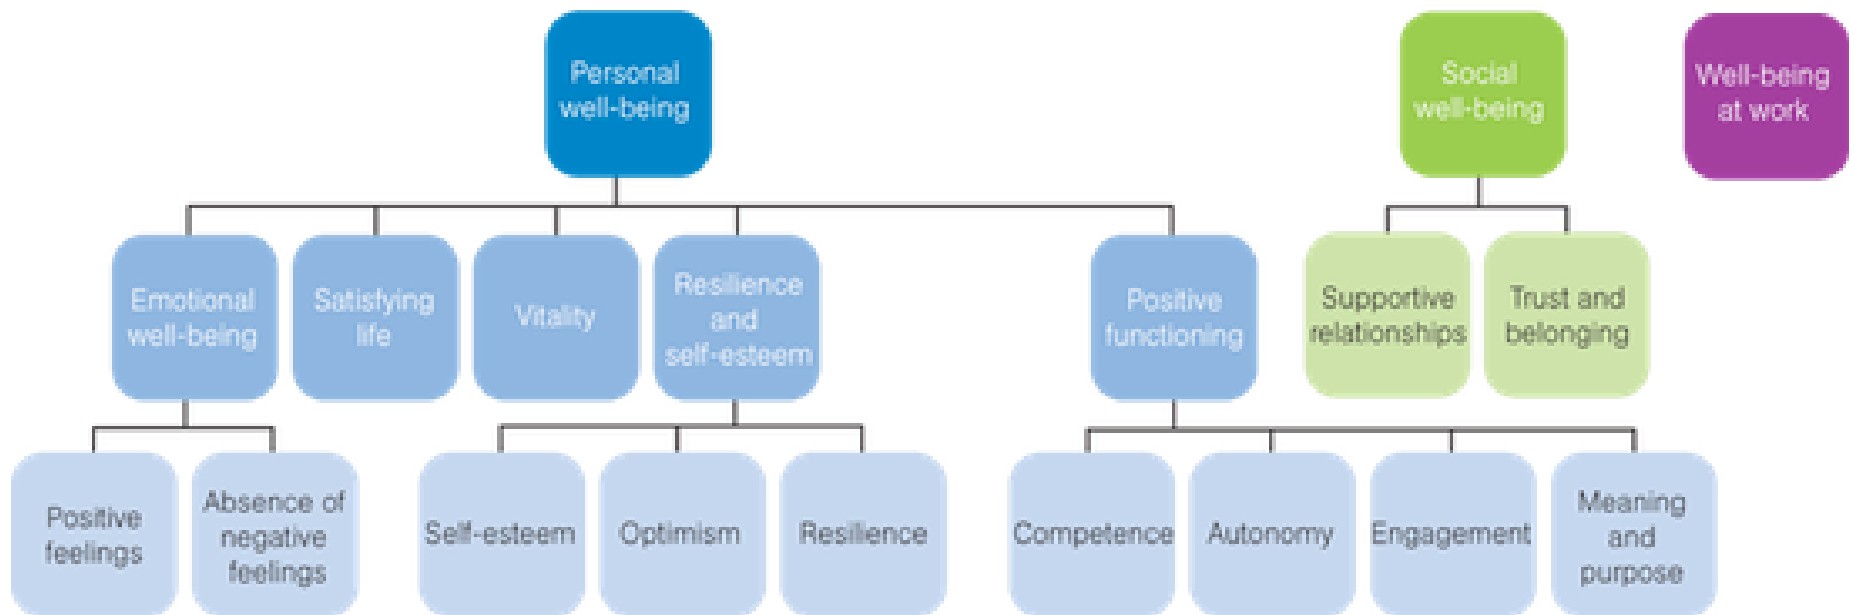 Personal
well-being
Social
well-being
Well-being
at work
Emotional
well-being
Satisfying
life
Vitality
Resilience
and
self-esteem
Positive
functioning
Supportive
relationships
Trust and
belonging
Positive
feelings
Absence of
negative
feelings
Self-esteem
Optimism
Resilience
Competence
Autonomy
Engagement
Meaning
and
purpose